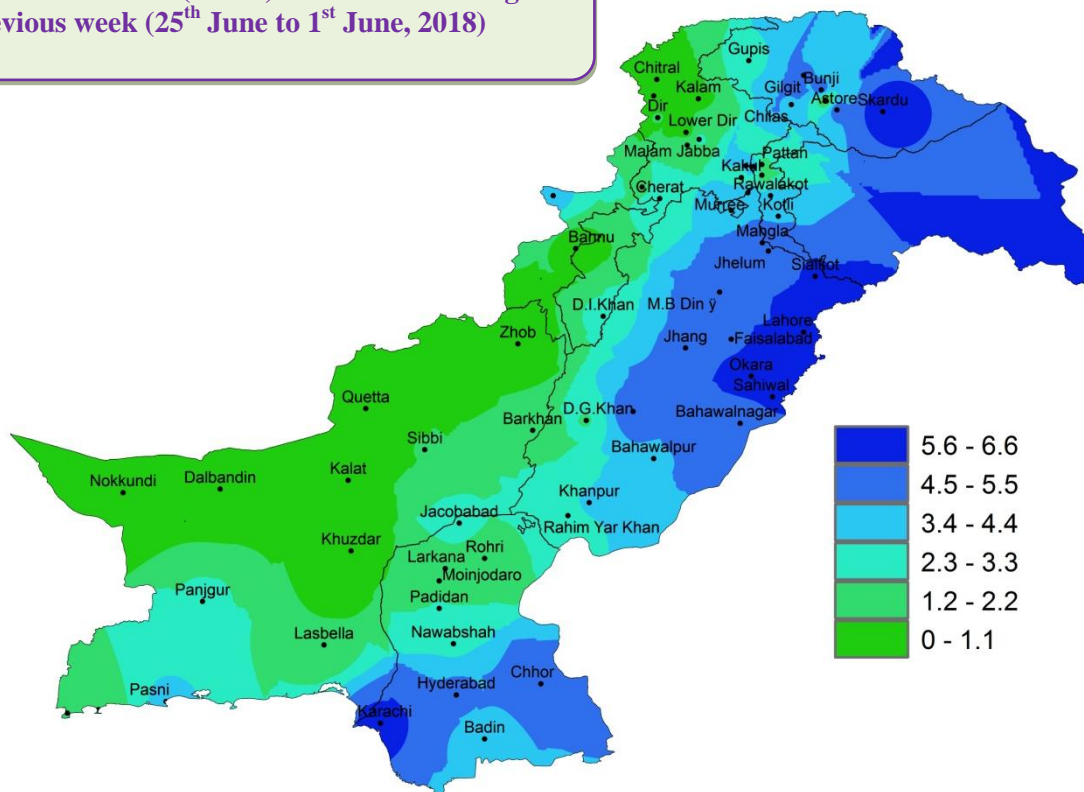 vious week (25th June to 1st June, 2018)
Gupis
Chitral
Bunji
Kalam
Gilgit
Astore Skardu
Dir
Lower Dir
Chilas
Malam Jabba
Pattan
Kakul
Cherat
Rawalakot
Murree
Kotli
Bannu
Mangla
Jhelum
Sialkot
D.I.Khan
M.B Din ÿ
Zhob
Lahore
Jhang
Faisalabad
Okara
Sahiwal
Quetta
D.G.Khan
Bahawalnagar
Barkhan
Sibbi
Bahawalpur
Nokkundi
Dalbandin
Kalat
Khanpur
Jacobabad
Rahim Yar Khan
Khuzdar
Rohri
Larkana
Moinjodaro
Panjgur
Padidan
Lasbella
Nawabshah
Chhor
Pasni
Hyderabad
Karachi
Badin
5.6 - 6.6
4.5 - 5.5
3.4 - 4.4
2.3 - 3.3
1.2 - 2.2
0 - 1.1